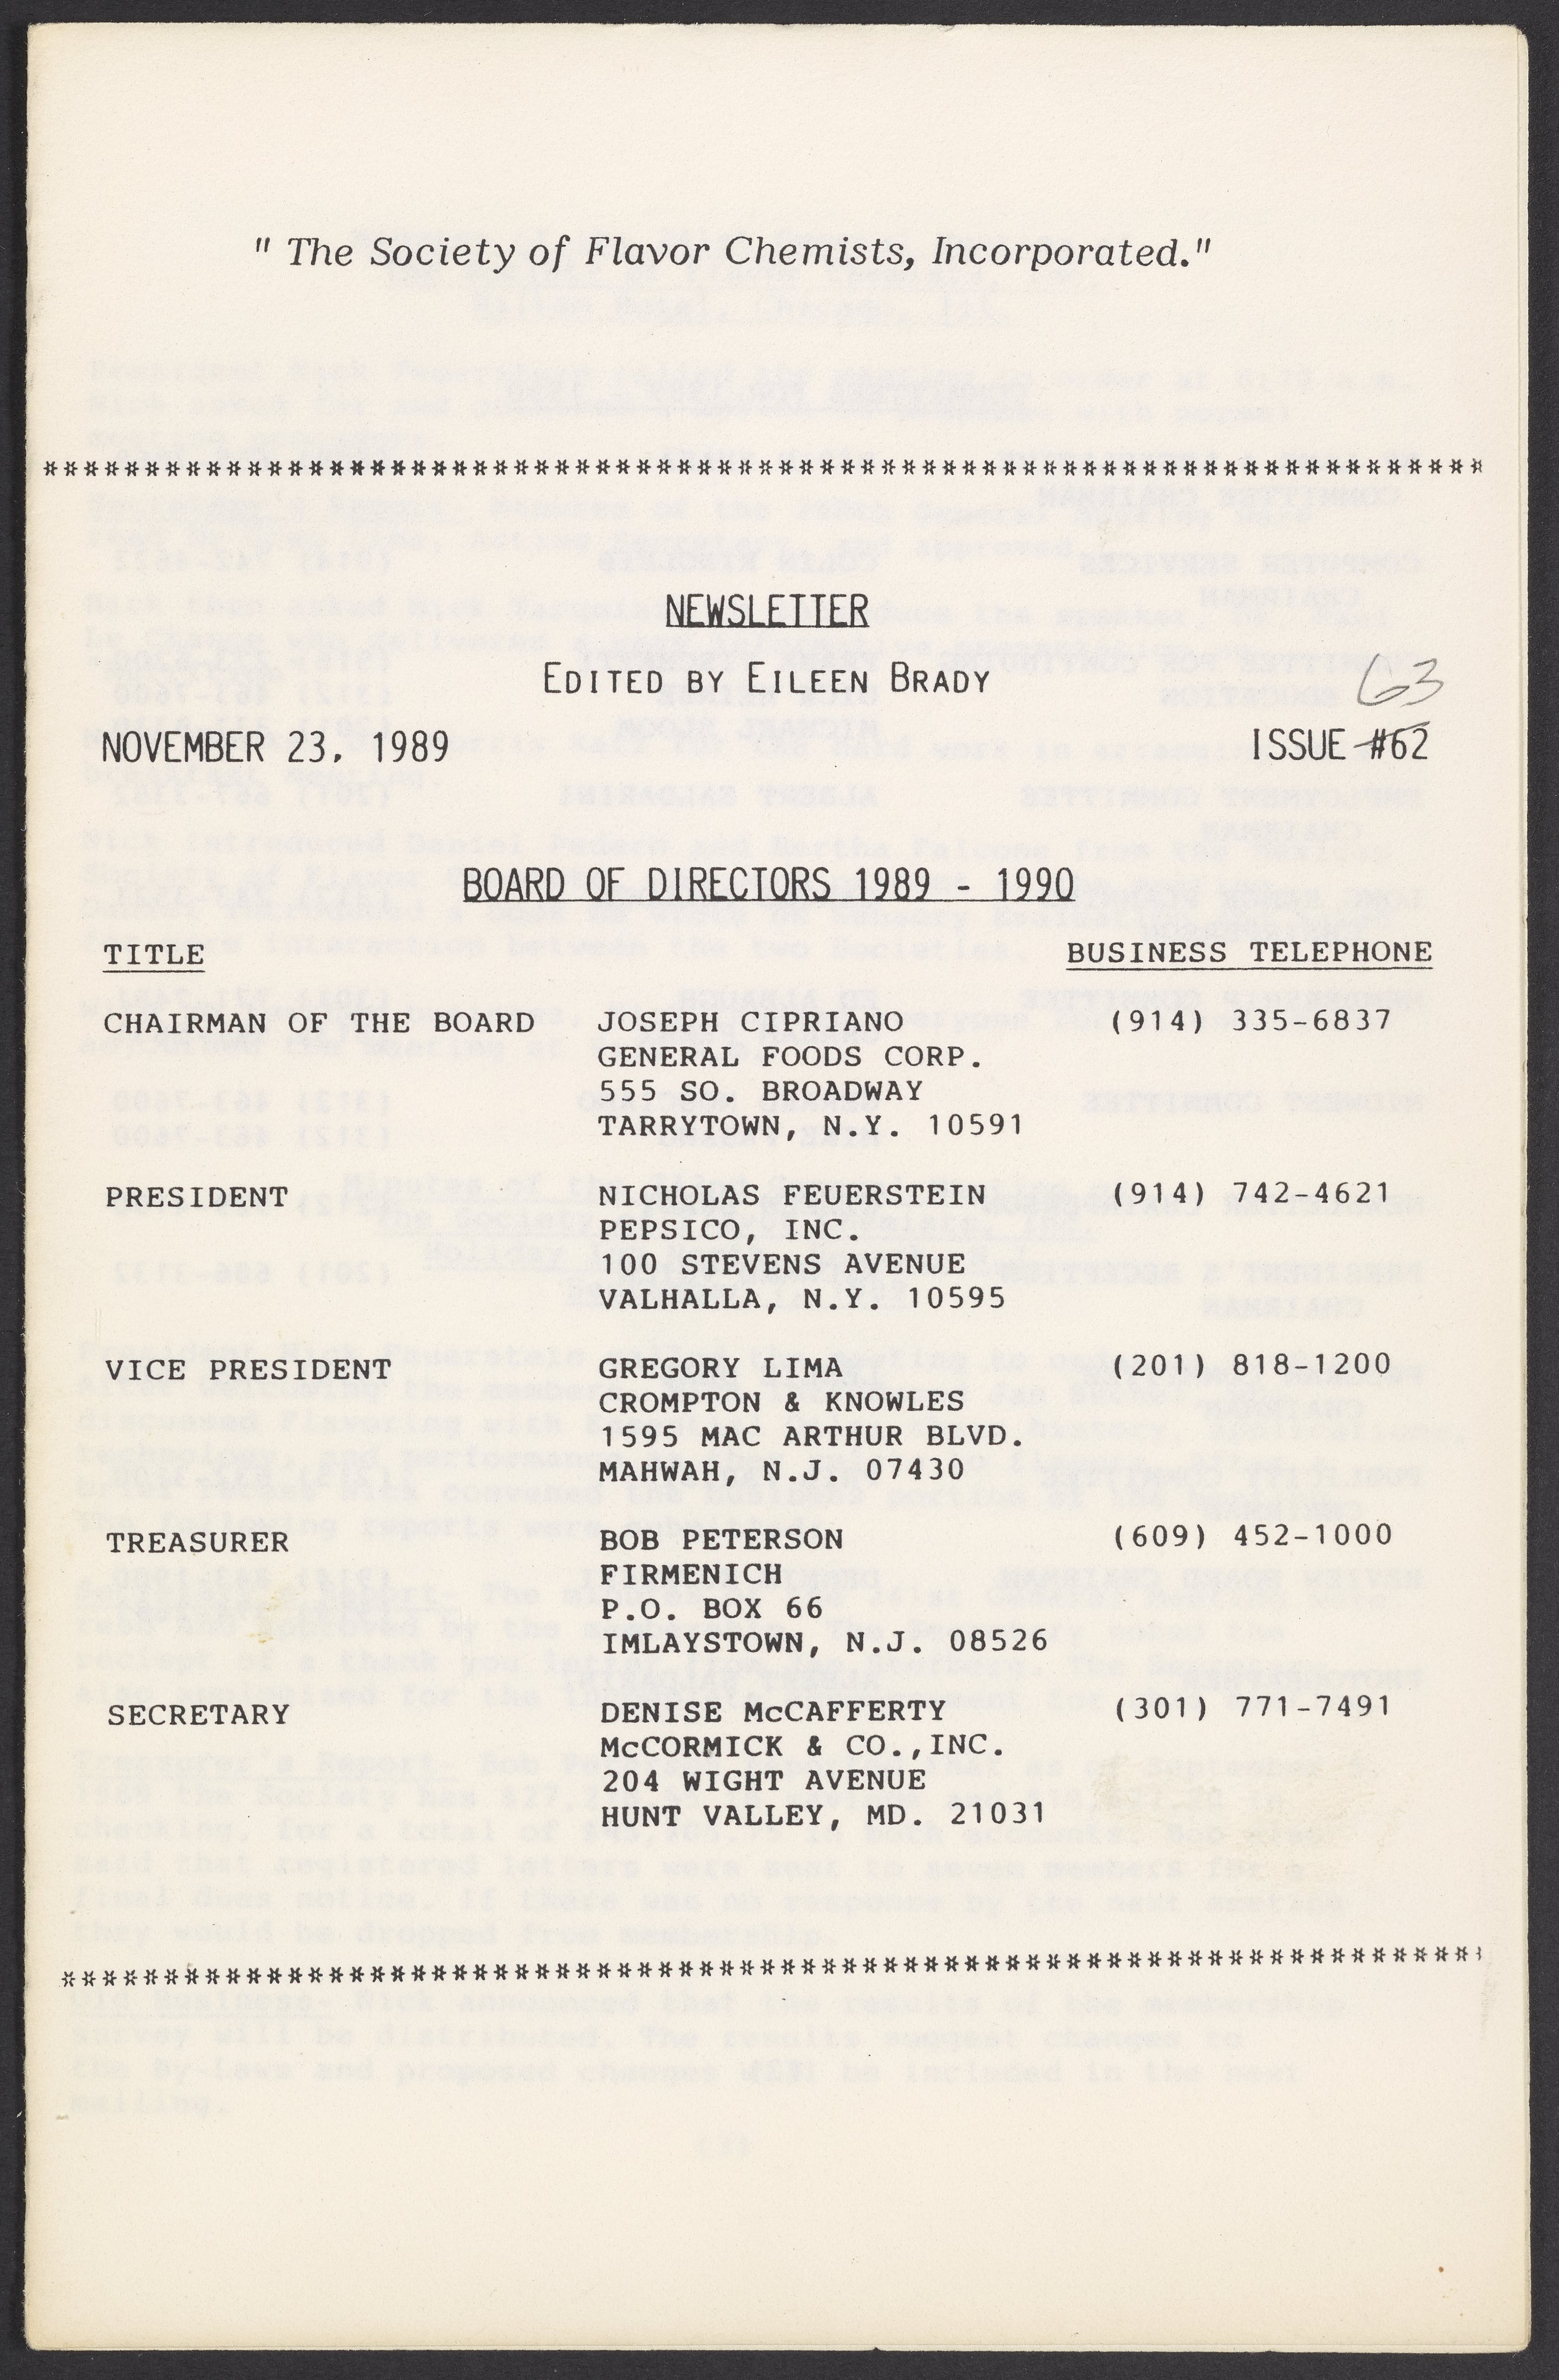 " The Society of Flavor Chemists, Incorporated."
*************************************************************************
NEWSLETTER
EDITED BY EILEEN BRADY
63
NOVEMBER 23, 1989 ISSUE #62
BOARD OF DIRECTORS 1989 - 1990
TITLE BUSINESS TELEPHONE
CHAIRMAN OF THE BOARD JOSEPH CIPRIANO (914) 335-6837
GENERAL FOODS CORP.
555 SO. BROADWAY
TARRYTOWN, N.Y. 10591
PRESIDENT NICHOLAS FEUERSTEIN (914) 742-4621
PEPSICO, INC.
100 STEVENS AVENUE
VALHALLA, N.Y. 10595
VICE PRESIDENT GREGORY LIMA (201) 818-1200
CROMPTON & KNOWLES
1595 MAC ARTHUR BLVD.
MAHWAH, N.J. 07430
TREASURER BOB PETERSON (609) 452-1000
FIRMENICH
P.O. BOX 66
IMLAYSTOWN, N.J. 08526
SECRETARY DENISE McCAFFERTY (301) 771-7491
McCORMICK & CO.,INC.
204 WIGHT AVENUE
HUNT VALLEY, MD. 21031
*************************************************************************